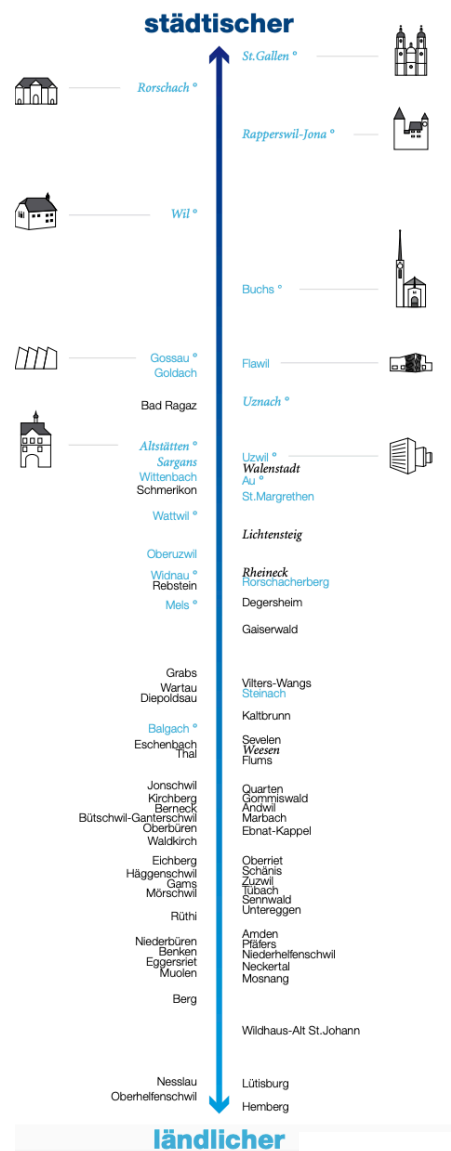 städtischer
St.Gallen °
Rorschach °
Rapperswil-Jona °
Wil °
Buchs °
Gossau °
Flawil
Goldach
Uznach °
Bad Ragaz
Altstätten °
Uzwil °
Sargans
Walenstadt
Wittenbach
Au °
Schmerikon
St.Margrethen
Wattwil °
Lichtensteig
Oberuzwil
Rheineck
Widnau °
Rorschacherberg
Rebstein
Mels °
Degersheim
Gaiserwald
Grabs
Vilters-Wangs
Wartau
Steinach
Diepoldsau
Kaltbrunn
Balgach °
Sevelen
Eschenbach
Weesen
Thal
Flums
Jonschwil
Quarten
Kirchberg
Gommiswald
Berneck
Andwil
Bütschwil-Ganterschwil
Marbach
Oberbüren
Ebnat-Kappel
Waldkirch
Eichberg
Oberriet
Häggenschwil
Schänis
Gams
Zuzwil
Mörschwil
Tübach
Sennwald
Untereggen
Rüthi
Amden
Niederbüren
Pfäfers
Benken
Niederhelfenschwil
Eggersriet
Neckertal
Muolen
Mosnang
Berg
Wildhaus-Alt St.Johann
Nesslau
Lütisburg
Oberhelfenschwil
Hemberg
ländlicher